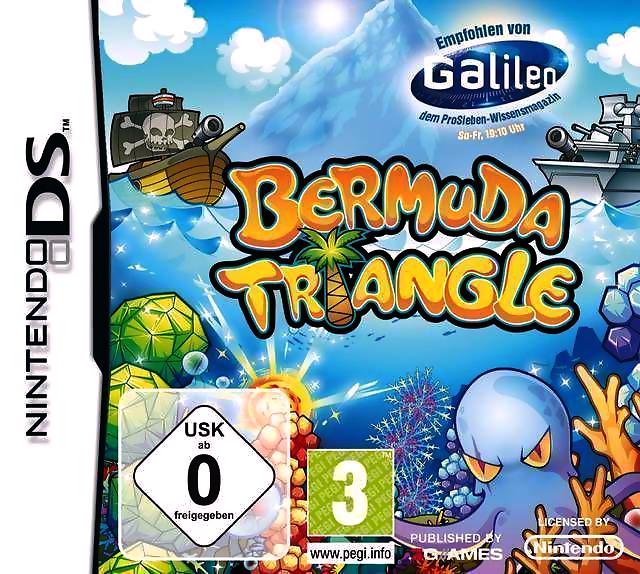 NINTENDO DS™
Empfohlen von
Galileo
dem ProSieben-Wissensmagazin
So-Fr, 19:10 Uhr
BERMUDA
TRIANGLE
USK
ab
0
freigegeben
3
www.pegi.info
PUBLISHED BY
GAMES
LICENSED BY
Nintendo